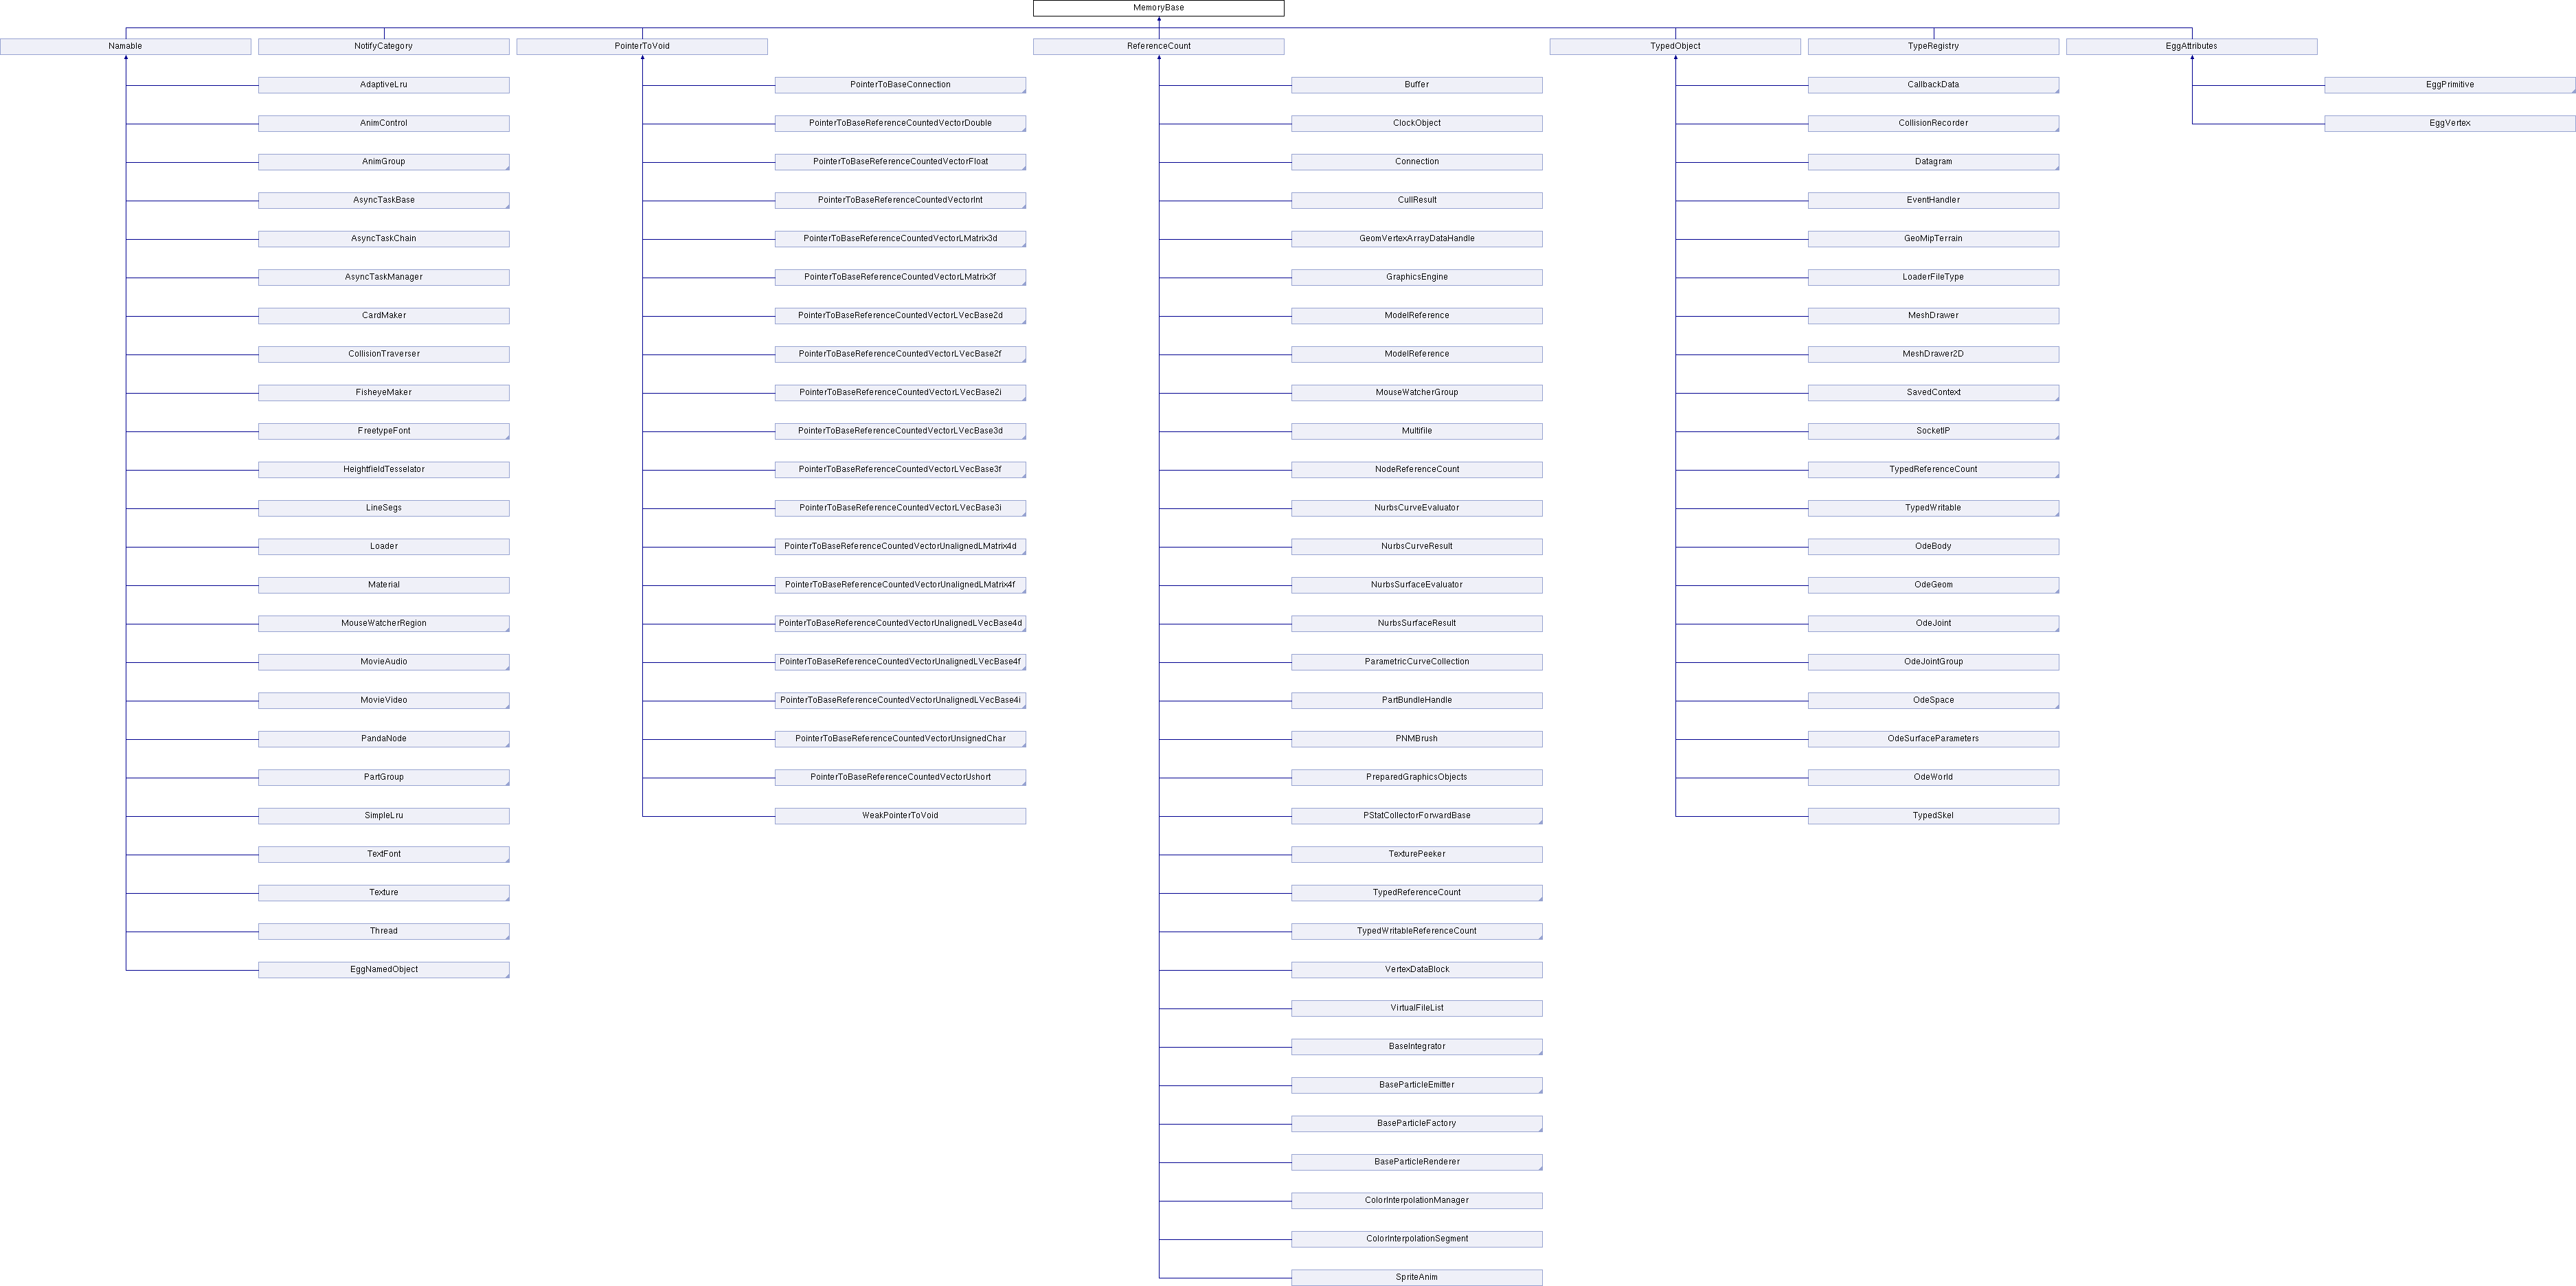 MemoryBase
Namable
NotifyCategory
PointerToVoid
ReferenceCount
TypedObject
TypeRegistry
EggAttributes
AdaptiveLru
PointerToBaseConnection
Buffer
CallbackData
EggPrimitive
AnimControl
PointerToBaseReferenceCountedVectorDouble
ClockObject
CollisionRecorder
EggVertex
AnimGroup
PointerToBaseReferenceCountedVectorFloat
Connection
Datagram
AsyncTaskBase
PointerToBaseReferenceCountedVectorInt
CullResult
EventHandler
AsyncTaskChain
PointerToBaseReferenceCountedVectorLMatrix3d
GeomVertexArrayDataHandle
GeoMipTerrain
AsyncTaskManager
PointerToBaseReferenceCountedVectorLMatrix3f
GraphicsEngine
LoaderFileType
CardMaker
PointerToBaseReferenceCountedVectorLVecBase2d
ModelReference
MeshDrawer
CollisionTraverser
PointerToBaseReferenceCountedVectorLVecBase2f
ModelReference
MeshDrawer2D
FisheyeMaker
PointerToBaseReferenceCountedVectorLVecBase2i
MouseWatcherGroup
SavedContext
FreetypeFont
PointerToBaseReferenceCountedVectorLVecBase3d
Multifile
SocketIP
HeightfieldTesselator
PointerToBaseReferenceCountedVectorLVecBase3f
NodeReferenceCount
TypedReferenceCount
LineSegs
PointerToBaseReferenceCountedVectorLVecBase3i
NurbsCurveEvaluator
TypedWritable
Loader
PointerToBaseReferenceCountedVectorUnalignedLMatrix4d
NurbsCurveResult
OdeBody
Material
PointerToBaseReferenceCountedVectorUnalignedLMatrix4f
NurbsSurfaceEvaluator
OdeGeom
MouseWatcherRegion
PointerToBaseReferenceCountedVectorUnalignedLVecBase4d
NurbsSurfaceResult
OdeJoint
MovieAudio
PointerToBaseReferenceCountedVectorUnalignedLVecBase4f
ParametricCurveCollection
OdeJointGroup
MovieVideo
PointerToBaseReferenceCountedVectorUnalignedLVecBase4i
PartBundleHandle
OdeSpace
PandaNode
PointerToBaseReferenceCountedVectorUnsignedChar
PNMBrush
OdeSurfaceParameters
PartGroup
PointerToBaseReferenceCountedVectorUshort
PreparedGraphicsObjects
OdeWorld
SimpleLru
WeakPointerToVoid
PStatCollectorForwardBase
TypedSkel
TextFont
TexturePeeker
Texture
TypedReferenceCount
Thread
TypedWritableReferenceCount
EggNamedObject
VertexDataBlock
VirtualFileList
BaseIntegrator
BaseParticleEmitter
BaseParticleFactory
BaseParticleRenderer
ColorInterpolationManager
ColorInterpolationSegment
SpriteAnim